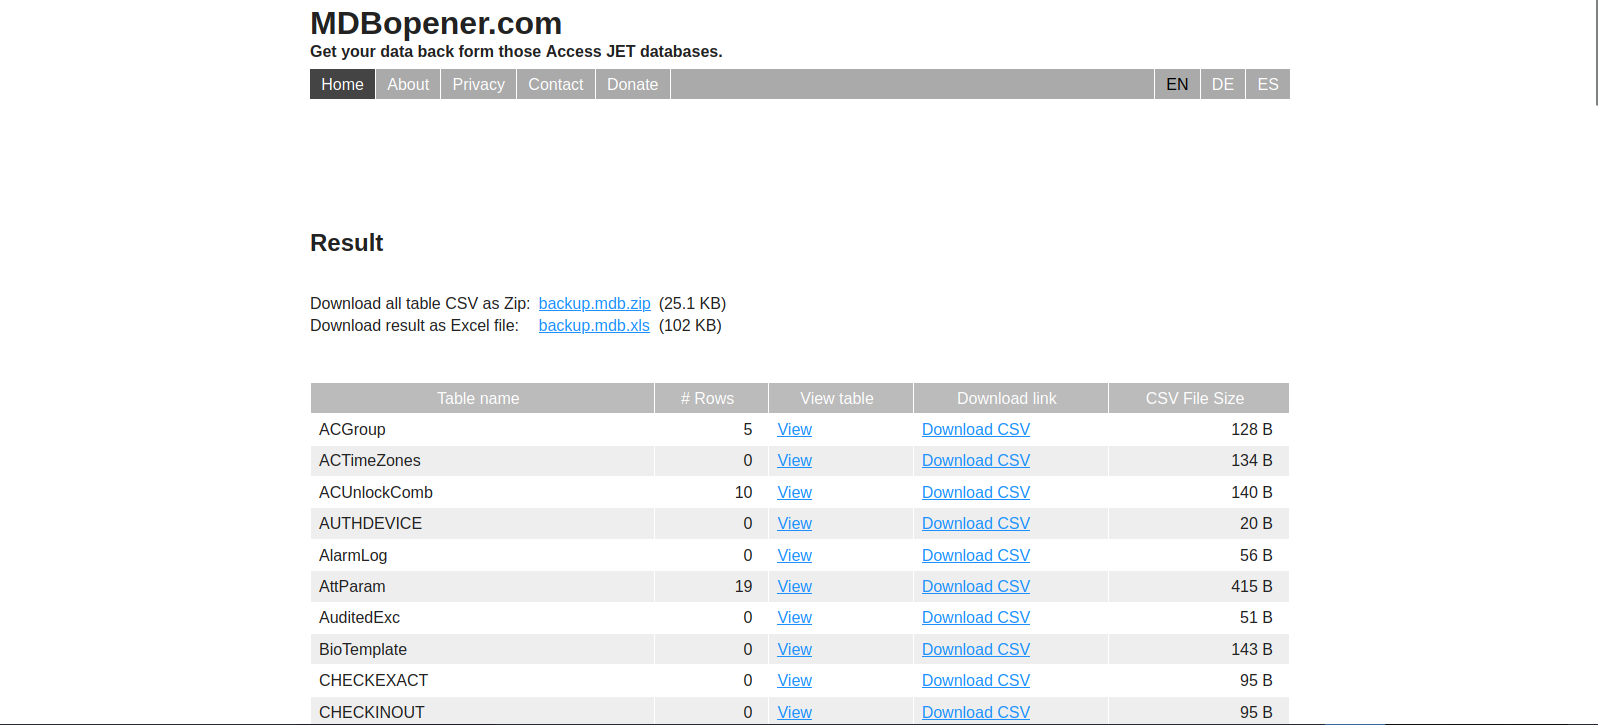 MDBopener.com
Get your data back form those Access JET databases.
Home About Privacy Contact Donate EN DE ES
Result
Download all table CSV as Zip: backup.mdb.zip (25.1 KB)
Download result as Excel file: backup.mdb.xls (102 KB)
Table name # Rows View table Download link CSV File Size
ACGroup 5 View Download CSV 128 B
ACTimeZones 0 View Download CSV 134 B
ACUnlockComb 10 View Download CSV 140 B
AUTHDEVICE 0 View Download CSV 20 B
AlarmLog 0 View Download CSV 56 B
AttParam 19 View Download CSV 415 B
AuditedExc 0 View Download CSV 51 B
BioTemplate 0 View Download CSV 143 B
CHECKEXACT 0 View Download CSV 95 B
CHECKINOUT 0 View Download CSV 95 B